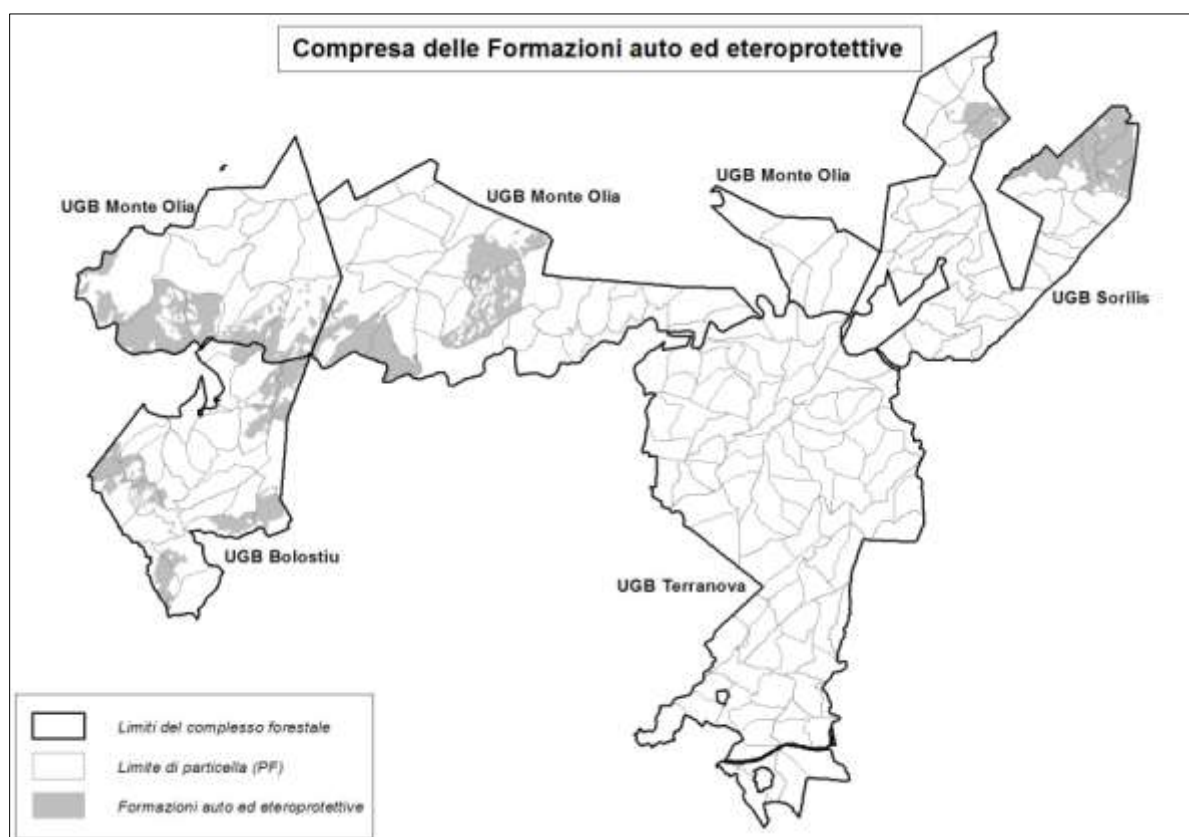 Compresa delle Formazioni auto ed eteroprotettive
UGB Monte Olia
UGB Monte Olia
UGB Monte Olia
UGB Sorilis
UGB Bolostiu
UGB Terranova
Limiti del complesso forestale
Limite di particella (PF)
Formazioni auto ed eteroprotettive